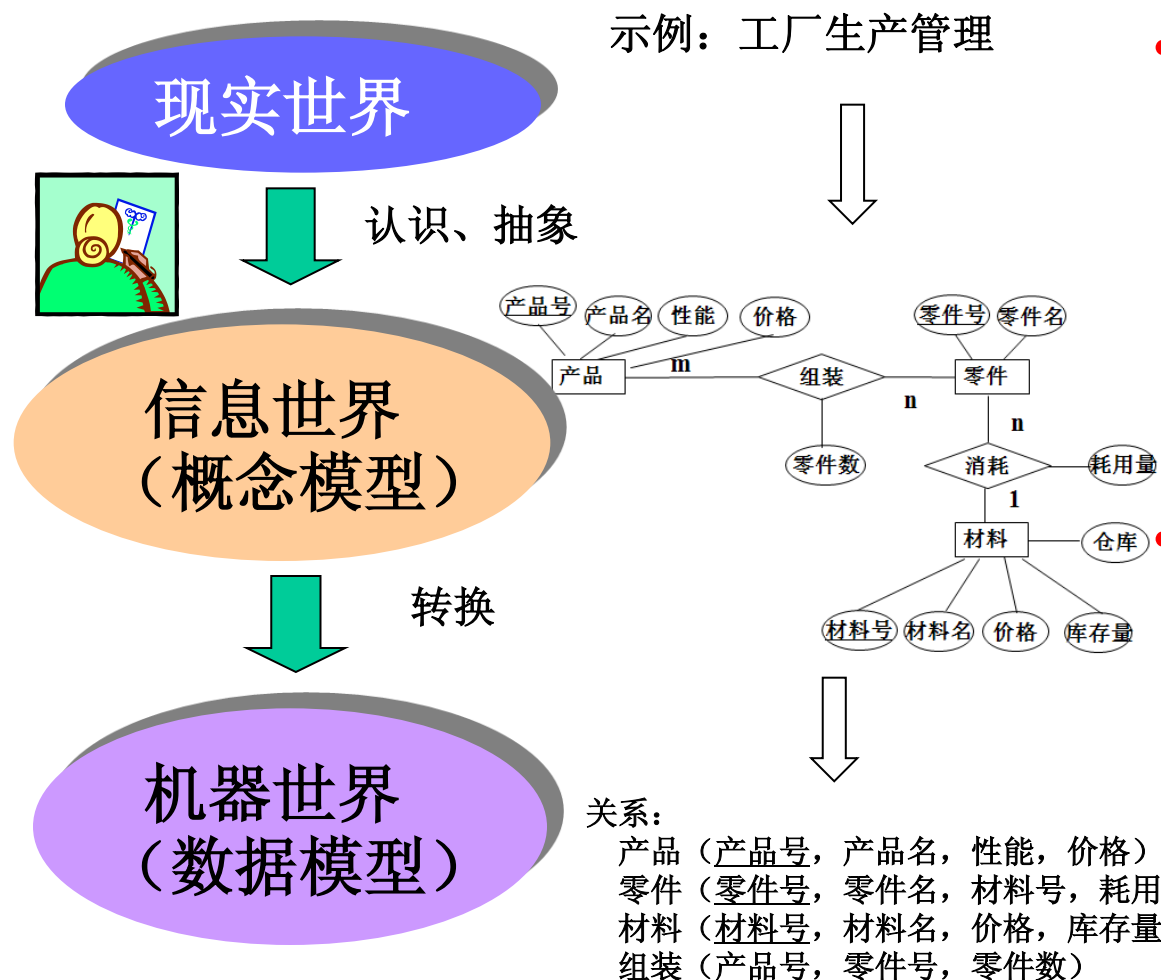 示例：工厂生产管理
现实世界
认识、抽象
产品号
产品名
性能
价格
零件号
零件名
产品
m
组装
n
零件
n
零件数
消耗
耗用量
1
材料
仓库
材料号
材料名
价格
库存量
信息世界
（概念模型）
转换
机器世界
（数据模型）
关系：
产品（产品号，产品名，性能，价格）
零件（零件号，零件名，材料号，耗用
材料（材料号，材料名，价格，库存量
组装（产品号，零件号，零件数）